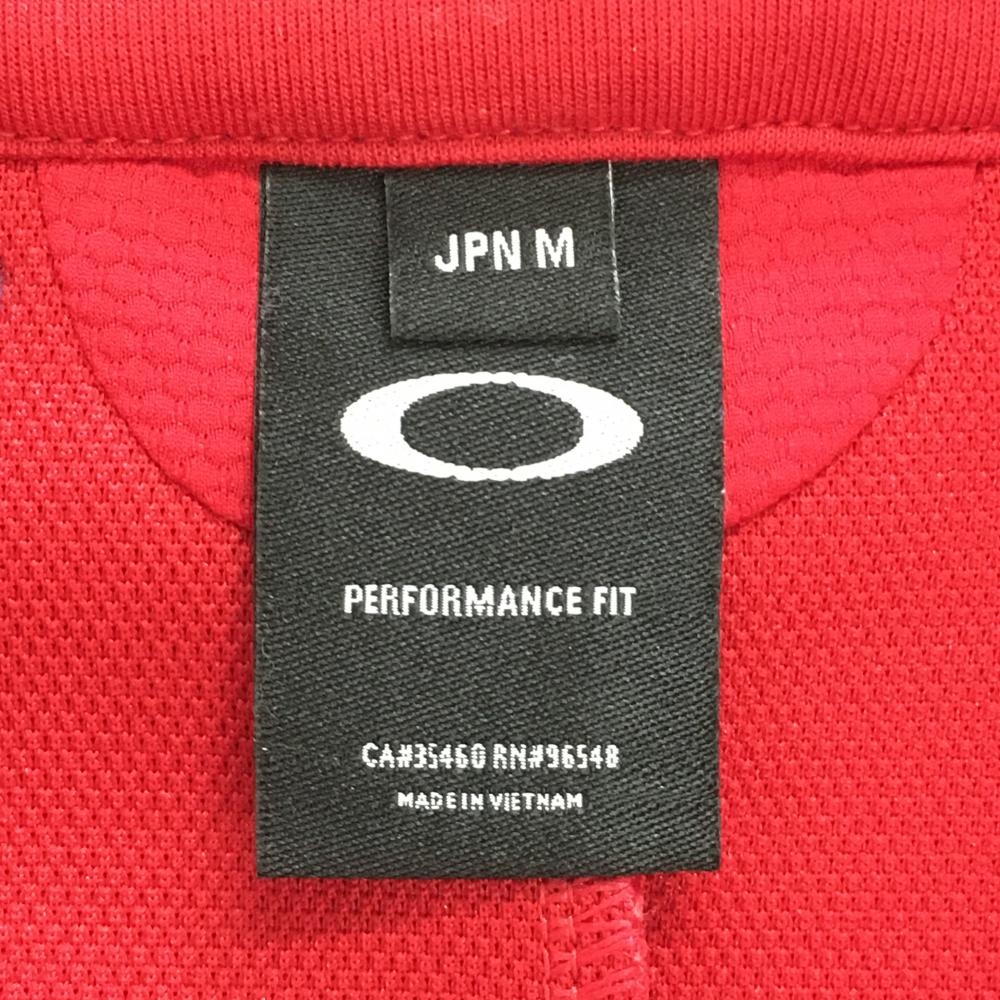 JPN M
PERFORMANCE FIT
CA#35460 RN#96548
MADE IN VIETNAM